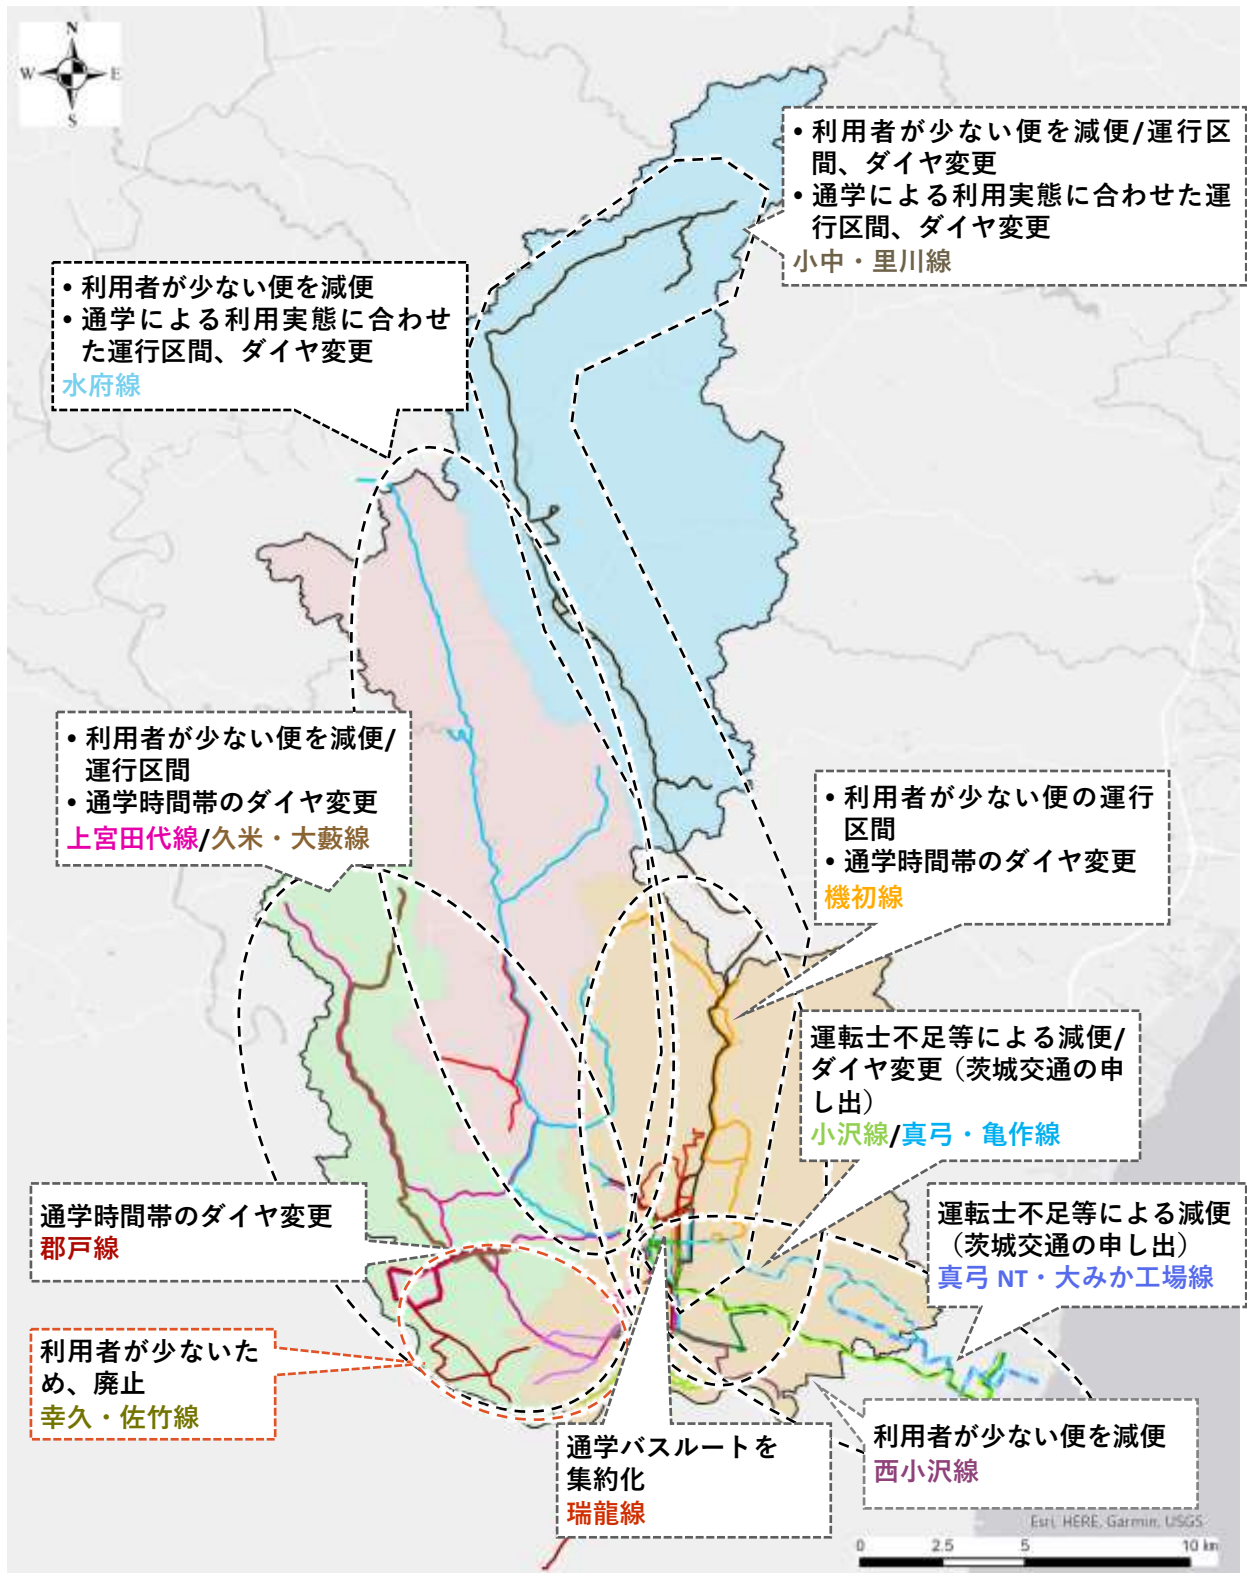 N
W
E
S
• 利用者が少ない便を減便/運行区
間、ダイヤ変更
• 通学による利用実態に合わせた運
行区間、ダイヤ変更
小中・里川線
• 利用者が少ない便を減便
• 通学による利用実態に合わせ
た運行区間、ダイヤ変更
水府線
• 利用者が少ない便を減便/
運行区間
• 通学時間帯のダイヤ変更
上宮田代線/久米・大藪線
• 利用者が少ない便の運行
区間
• 通学時間帯のダイヤ変更
機初線
運転士不足等による減便/
ダイヤ変更（茨城交通の申
し出）
小沢線/真弓・亀作線
通学時間帯のダイヤ変更
郡戸線
運転士不足等による減便
（茨城交通の申し出）
真弓 NT・大みか工場線
利用者が少ないた
め、廃止
幸久・佐竹線
通学バスルートを
集約化
瑞龍線
利用者が少ない便を減便
西小沢線
Esri, HERE, Garmin, USGS
0 2.5 5 10 km